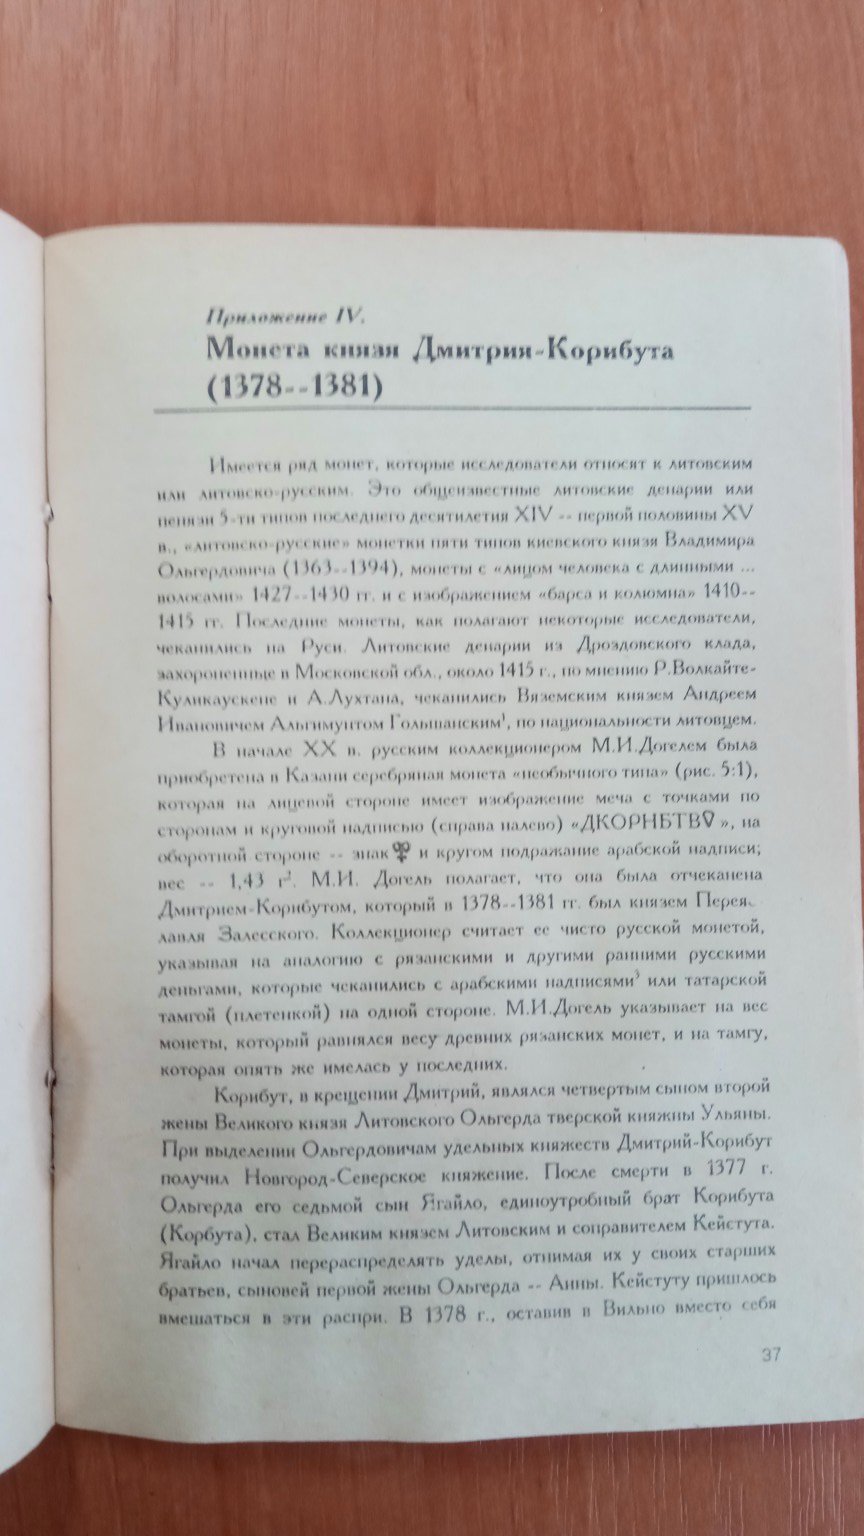 Приложение IV.
Монета князя Дмитрия-Корибута
(1378--1381)
Имеется ряд монет, которые исследователи относят к литовским
или литовско-русским. Это общеизвестные литовские денарии или
пенязи 5-ти типов последнего десятилетия XIV -- первой половины XV
в., «литовско-русские» монетки пяти типов киевского князя Владимира
Ольгердовича (1363--1394), монеты с «лицом человека с длинными ...
волосами» 1427--1430 гг. и с изображением «барса и колюмна» 1410--
1415 гг. Последние монеты, как полагают некоторые исследователи,
чеканились на Руси. Литовские денарии из Дроздовского клада,
захороненные в Московской обл., около 1415 г., по мнению Р.Волкайте-
Куликаускене и А.Лухтана, чеканились Вяземским князем Андреем
Ивановичем Альгимунтом Гольшанским¹, по национальности литовцем.
В начале XX в. русским коллекционером М.И.Догелем была
приобретена в Казани серебряная монета «необычного типа» (рис. 5:1),
которая на лицевой стороне имеет изображение меча с точками по
сторонам и круговой надписью (справа налево) «ДКОРНБТВ∇», на
оборотной стороне -- знак и кругом подражание арабской надписи;
вес -- 1,43 г². М.И. Догель полагает, что она была отчеканена
Дмитрием-Корибутом, который в 1378--1381 гг. был князем Перея-
лавля Залесского. Коллекционер считает ее чисто русской монетой,
указывая на аналогию с рязанскими и другими ранними русскими
деньгами, которые чеканились с арабскими надписями³ или татарской
тамгой (плетенкой) на одной стороне. М.И.Догель указывает на вес
монеты, который равнялся весу древних рязанских монет, и на тамгу,
которая опять же имелась у последних.
Корибут, в крещении Дмитрий, являлся четвертым сыном второй
жены Великого князя Литовского Ольгерда тверской княжны Ульяны.
При выделении Ольгердовичам удельных княжеств Дмитрий-Корибут
получил Новгород-Северское княжение. После смерти в 1377 г.
Ольгерда его седьмой сын Ягайло, единоутробный брат Корибута
(Корбута), стал Великим князем Литовским и соправителем Кейстута.
Ягайло начал перераспределять уделы, отнимая их у своих старших
братьев, сыновей первой жены Ольгерда -- Анны. Кейстуту пришлось
вмешаться в эти распри. В 1378 г., оставив в Вильно вместо себя
37